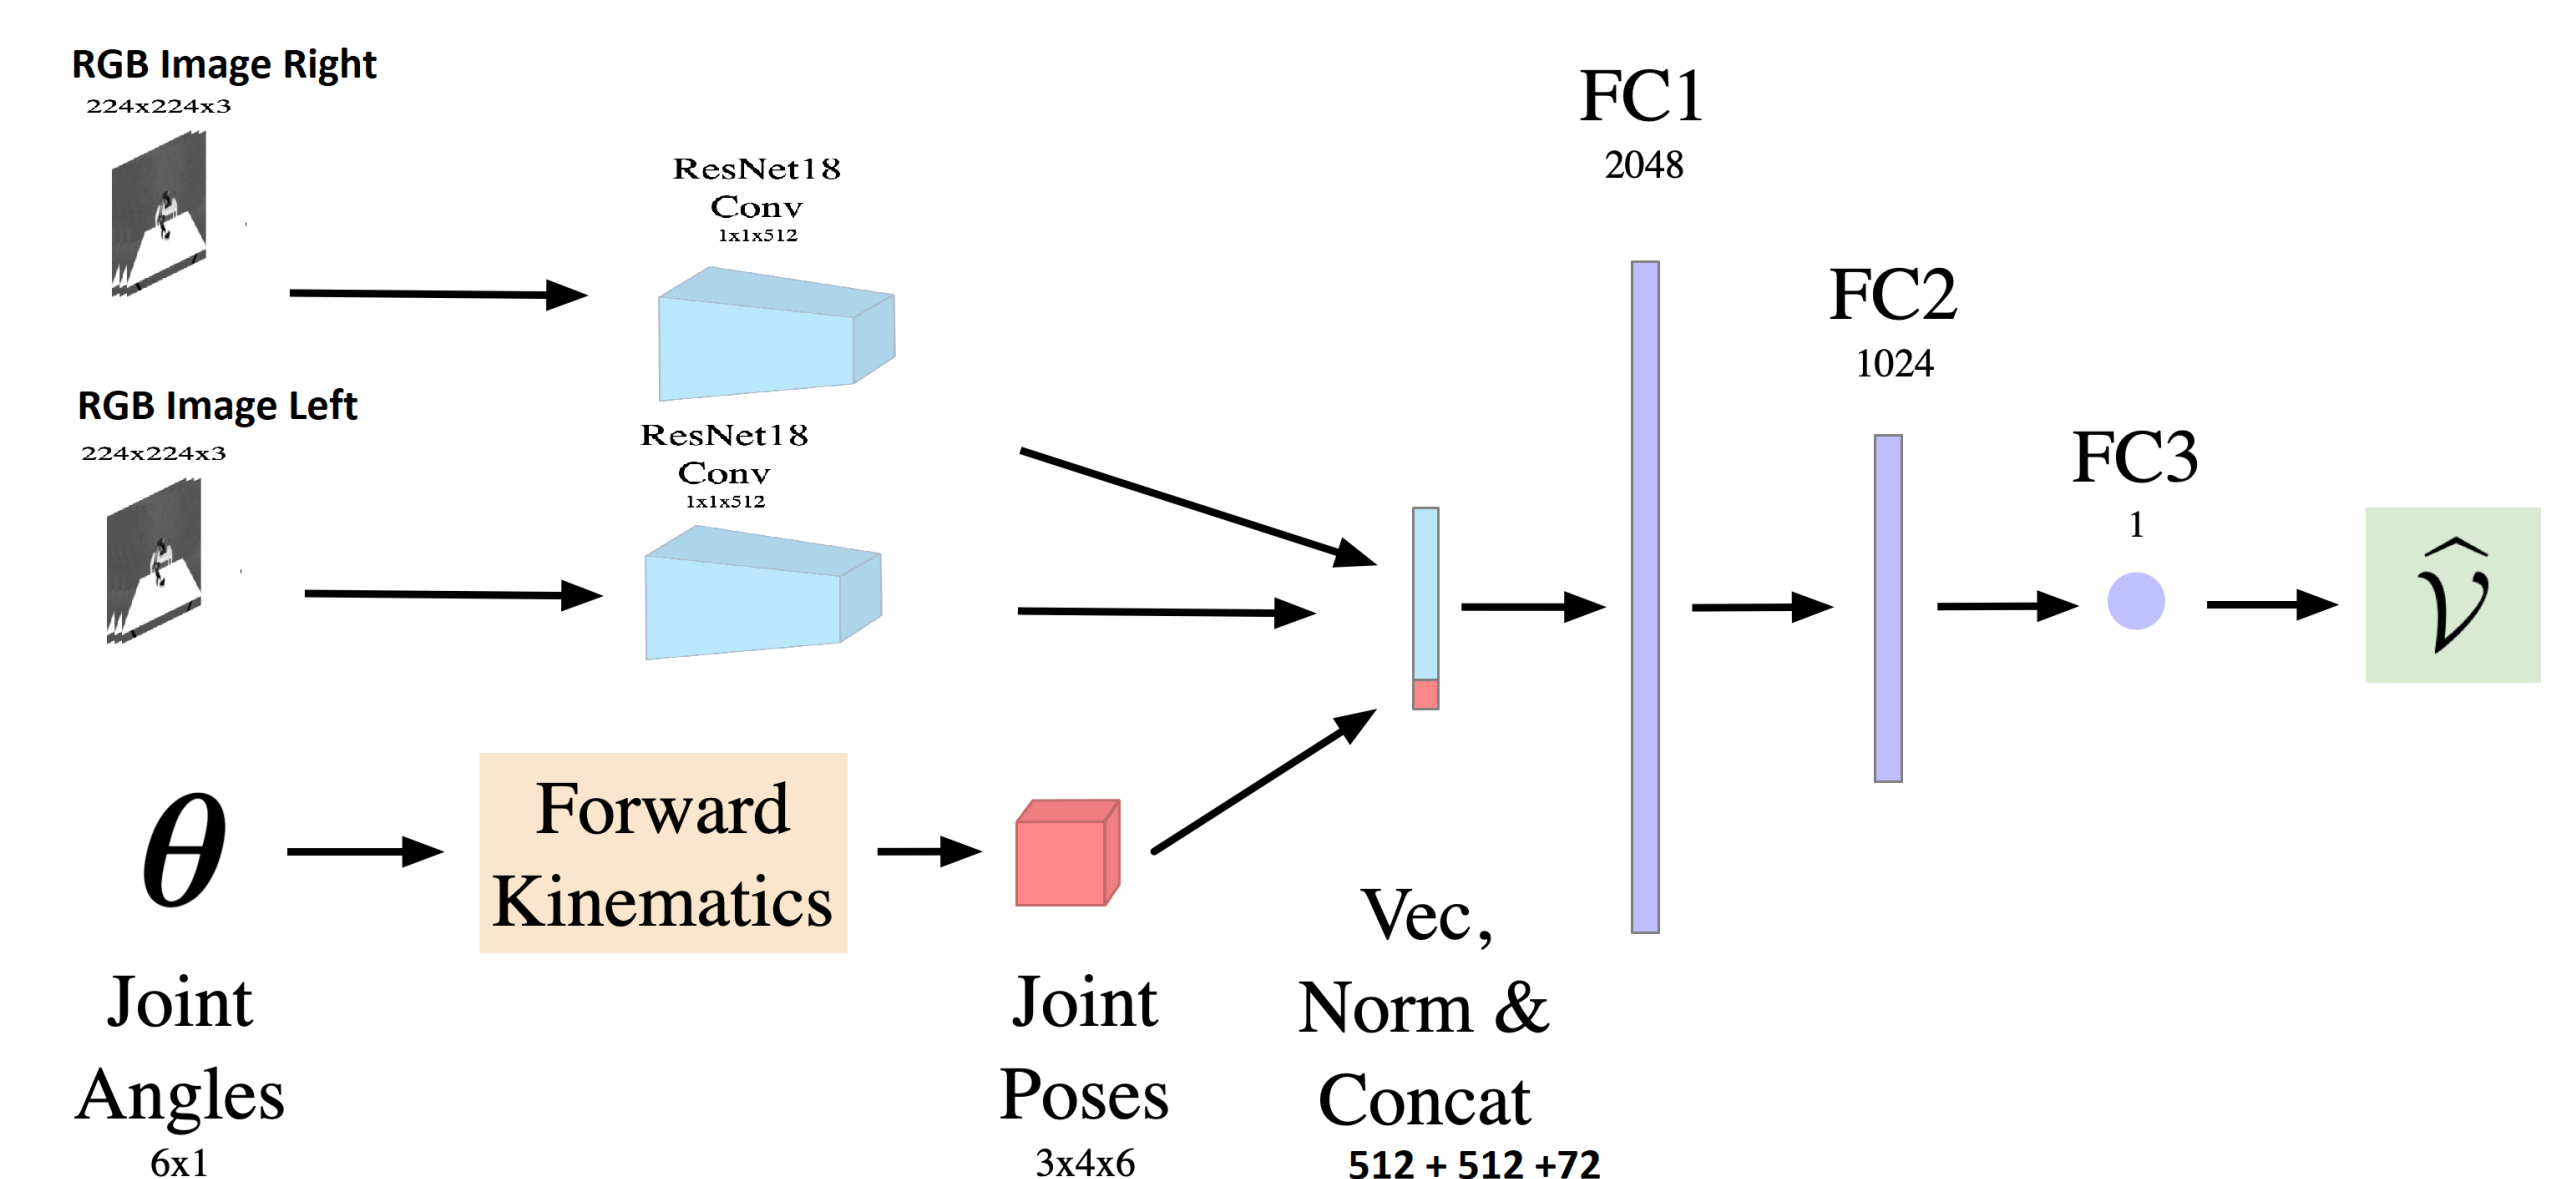 RGB Image Right
224x224x3
ResNet18
Conv
1x1x512
RGB Image Left
224x224x3
ResNet18
Conv
1x1x512
θ
Joint
Angles
6x1
Forward
Kinematics
Joint
Poses
3x4x6
Vec,
Norm &
Concat
512 + 512 +72
FC1
2048
FC2
1024
FC3
1
𝒱̂